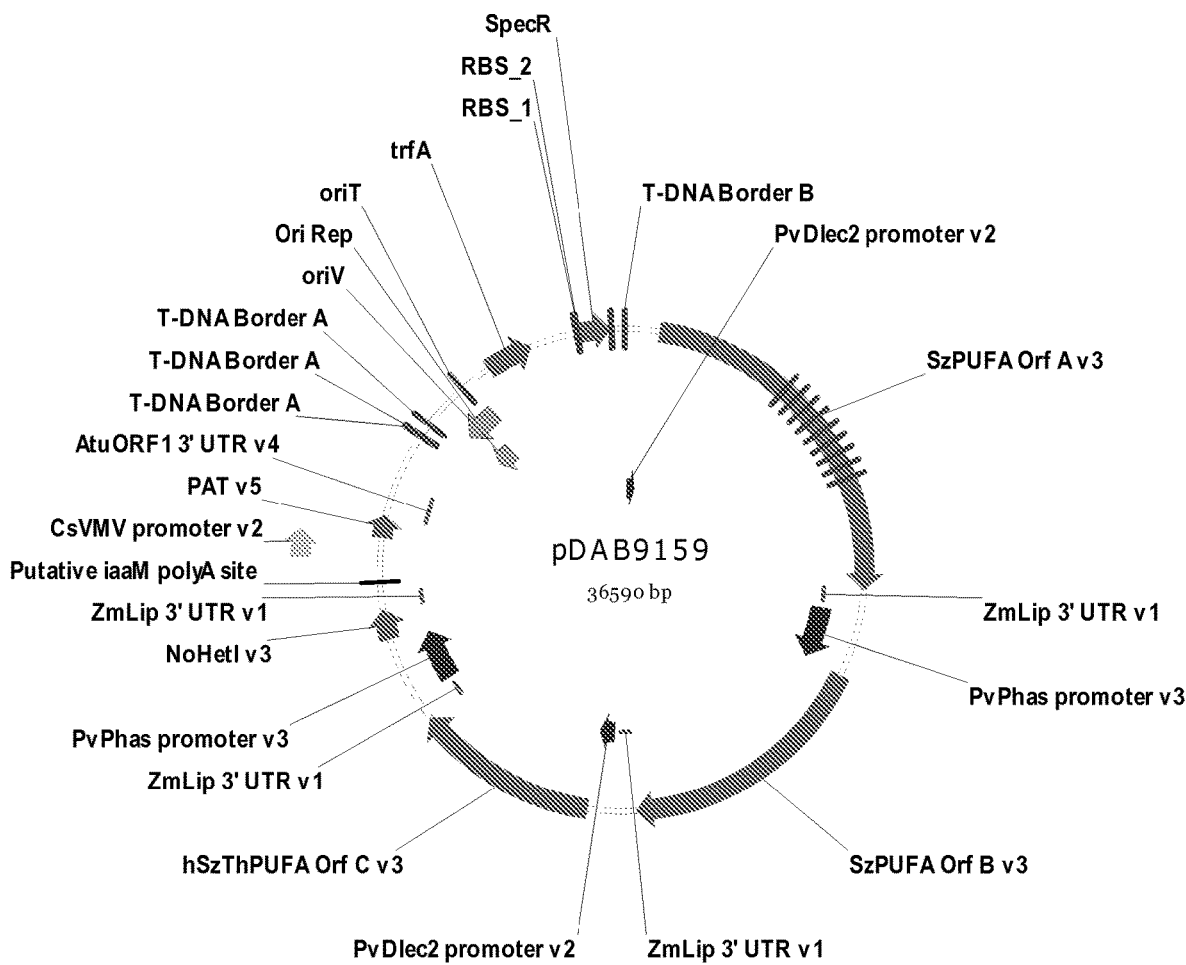 SpecR
RBS_2
RBS_1
trfA
oriT
T-DNA Border B
Ori Rep
PvDlec2 promoter v2
oriV
T-DNA Border A
T-DNA Border A
SzPUFA Orf A v3
T-DNA Border A
AtuORF1 3' UTR v4
PAT v5
CsVMV promoter v2
pDAB9159
Putative iaaM polyA site
36590 bp
ZmLip 3' UTR v1
ZmLip 3' UTR v1
NoHetI v3
PvPhas promoter v3
PvPhas promoter v3
ZmLip 3' UTR v1
hSzThPUFA Orf C v3
SzPUFA Orf B v3
PvDlec2 promoter v2
ZmLip 3' UTR v1